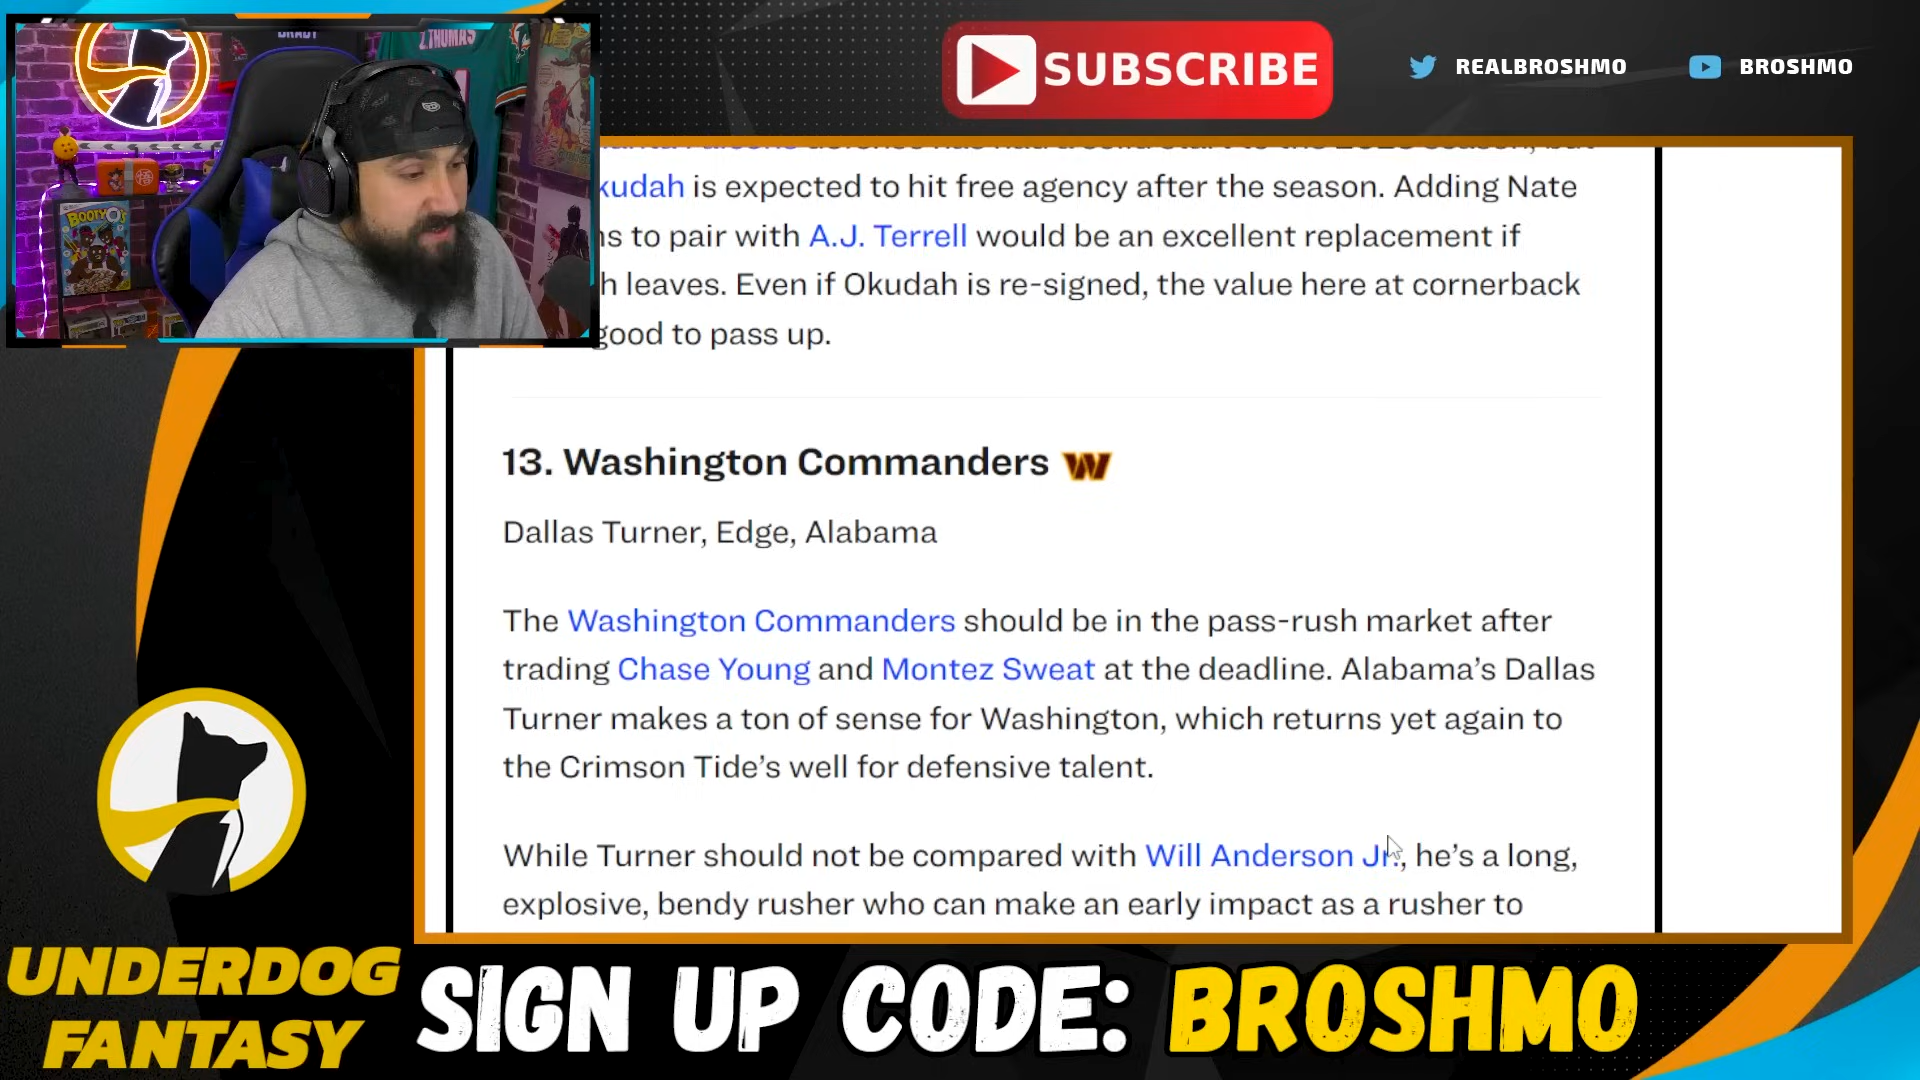 BRADY
Z.THOMAS
BOOTY
SUBSCRIBE
REALBROSHMO
BROSHMO
kudah is expected to hit free agency after the season. Adding Nate
ns to pair with A.J. Terrell would be an excellent replacement if
h leaves. Even if Okudah is re-signed, the value here at cornerback
good to pass up.
13. Washington Commanders
Dallas Turner, Edge, Alabama
The Washington Commanders should be in the pass-rush market after
trading Chase Young and Montez Sweat at the deadline. Alabama’s Dallas
Turner makes a ton of sense for Washington, which returns yet again to
the Crimson Tide’s well for defensive talent.
While Turner should not be compared with Will Anderson Jr., he’s a long,
explosive, bendy rusher who can make an early impact as a rusher to
UNDERDOG
FANTASY
SIGN UP CODE: BROSHMO